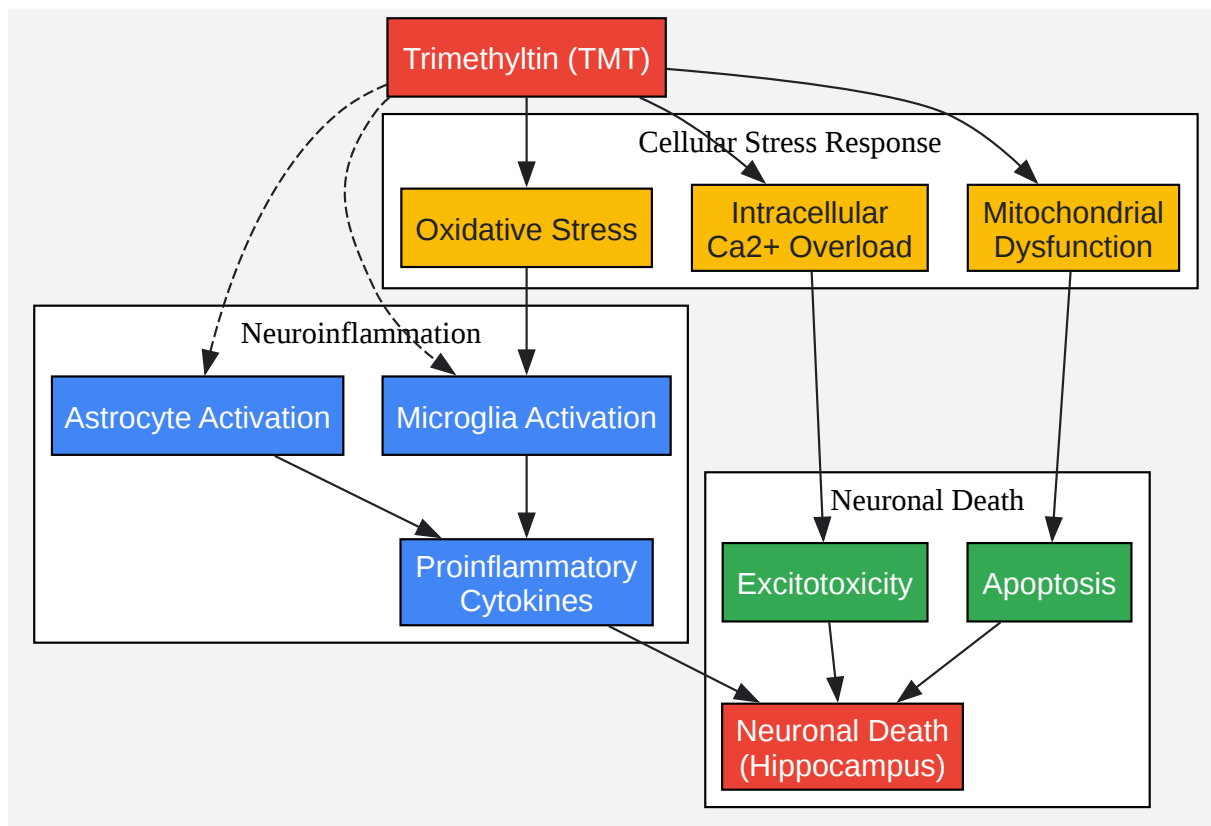 Trimethyltin (TMT)
Cellular Stress Response
Oxidative Stress
Intracellular
Ca2+ Overload
Mitochondrial
Dysfunction
Neuroinflammation
Astrocyte Activation
Microglia Activation
Proinflammatory
Cytokines
Neuronal Death
Excitotoxicity
Apoptosis
Neuronal Death
(Hippocampus)